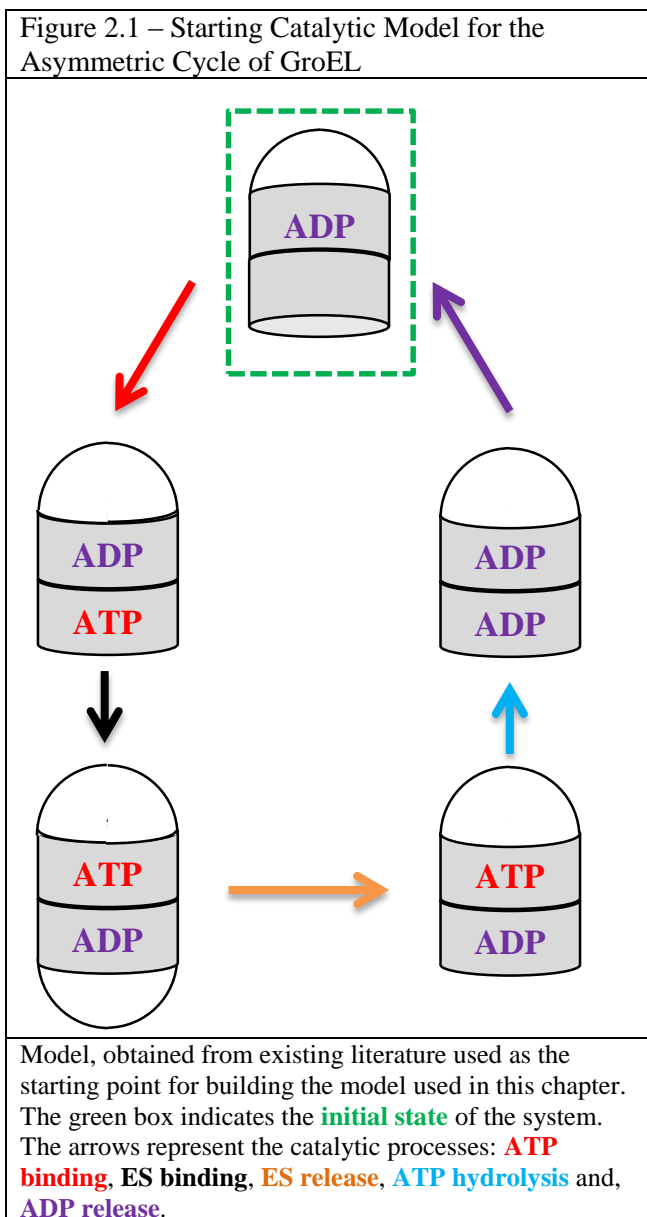 Figure 2.1 – Starting Catalytic Model for the
Asymmetric Cycle of GroEL
ADP
ADP
ATP
ADP
ADP
ATP
ADP
ATP
ADP
Model, obtained from existing literature used as the
starting point for building the model used in this chapter.
The green box indicates the initial state of the system.
The arrows represent the catalytic processes: ATP
binding, ES binding, ES release, ATP hydrolysis and,
ADP release.